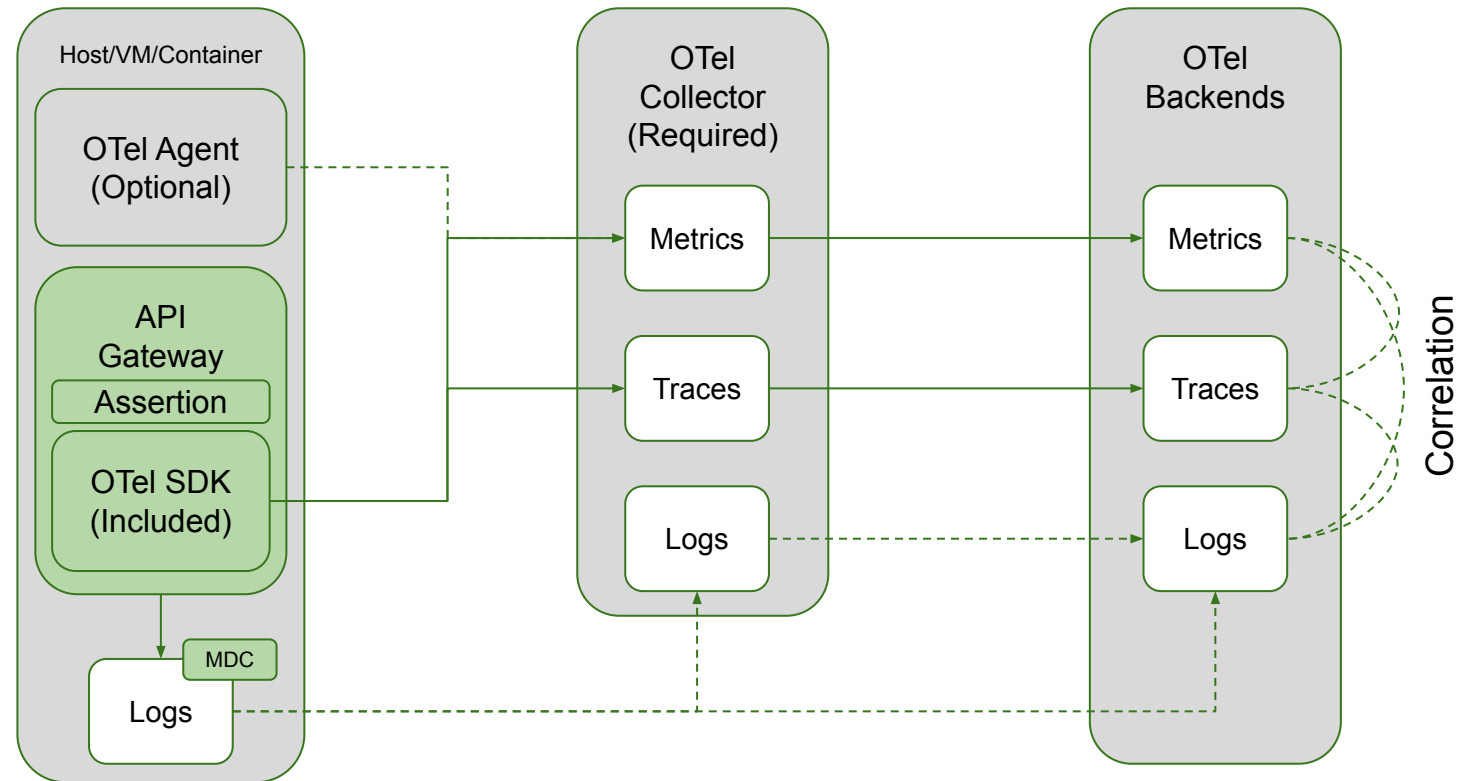 Host/VM/Container
OTel Agent
(Optional)
API
Gateway
Assertion
OTel SDK
(Included)
MDC
Logs
OTel
Collector
(Required)
Metrics
Traces
Logs
OTel
Backends
Metrics
Traces
Logs
Correlation